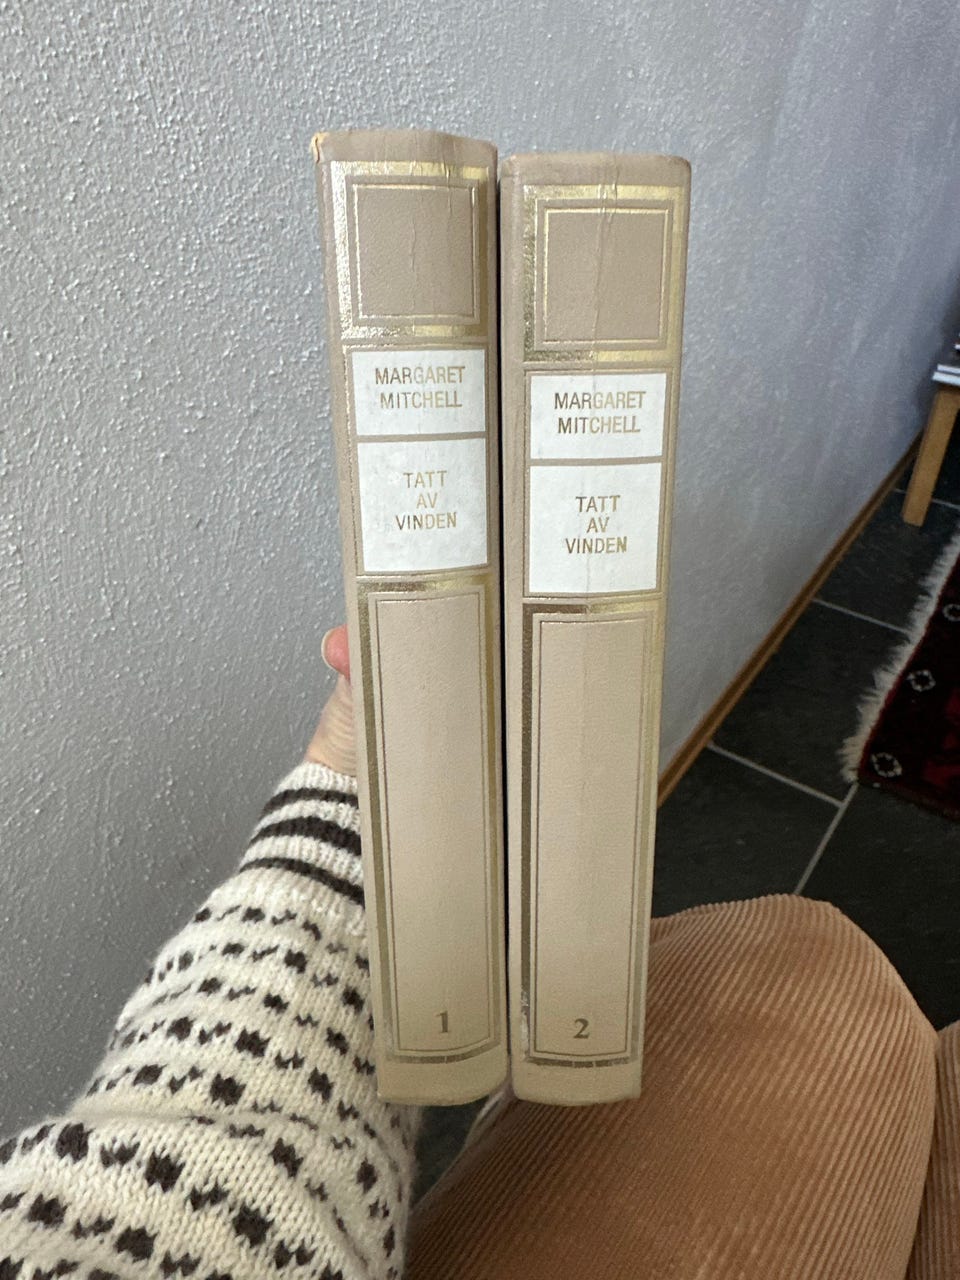 MARGARET
MITCHELL
TATT
AV
VINDEN
1
MARGARET
MITCHELL
TATT
AV
VINDEN
2